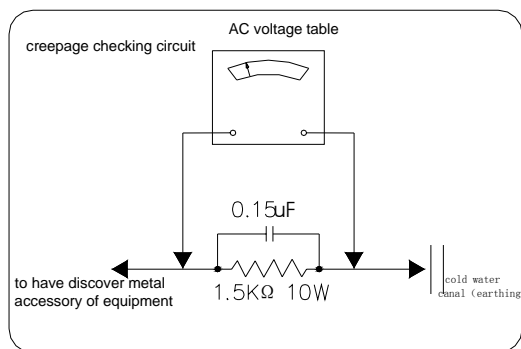 AC voltage table
creepage checking circuit
0.15uF
to have discover metal
accessory of equipment
1.5KΩ 10W
cold water
canal (earthing